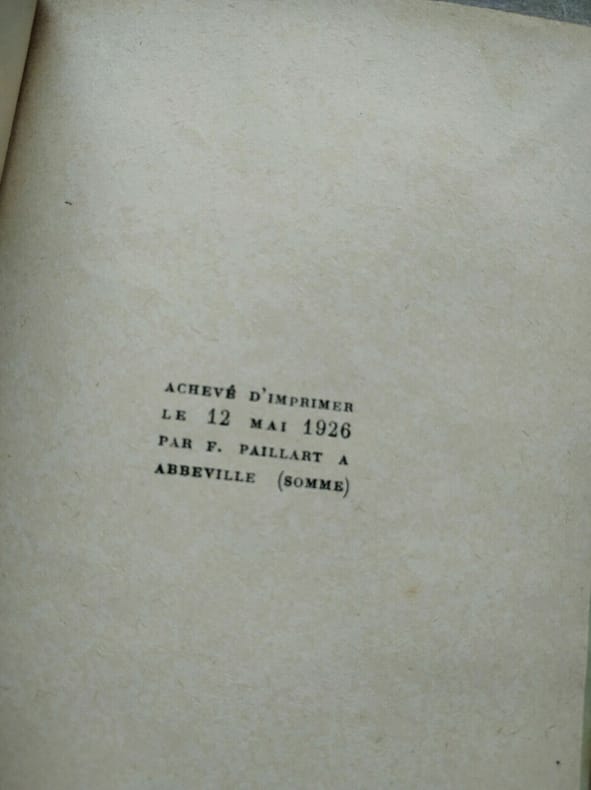 ACHEVÉ D'IMPRIMER
LE 12 MAI 1926
PAR F. PAILLART A
ABBEVILLE (SOMME)